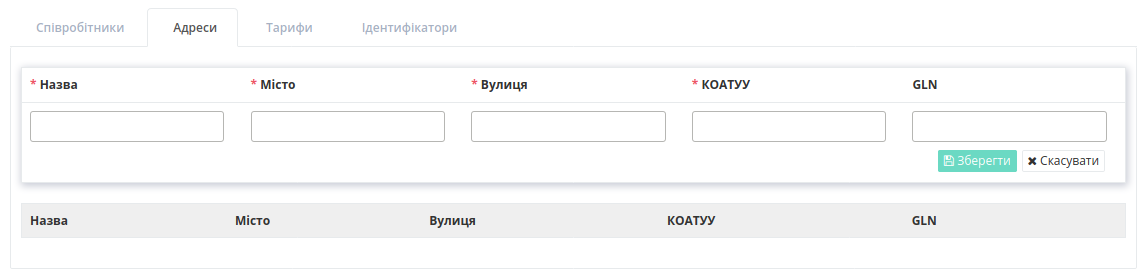 Співробітники Адреси Тарифи Ідентифікатори
* Назва * Місто * Вулиця * КОАТУУ GLN
Зберегти Скасувати
Назва Місто Вулиця КОАТУУ GLN